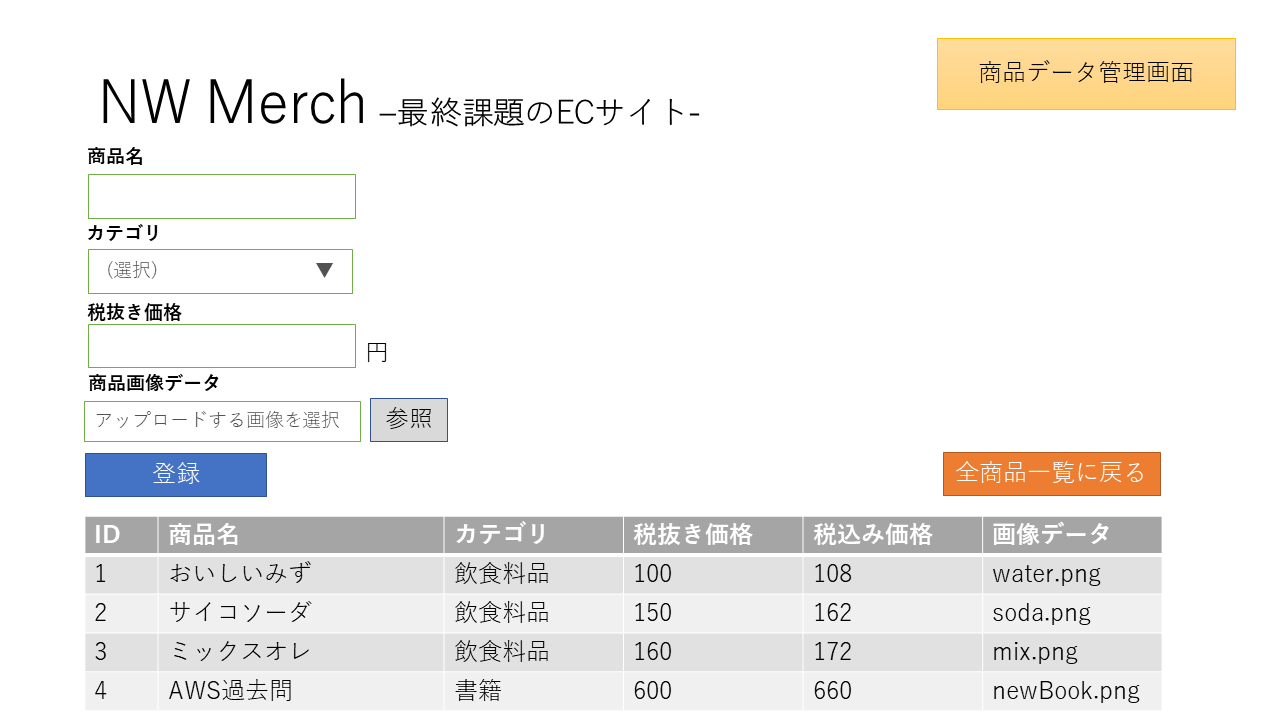 商品データ管理画面
NW Merch –最終課題のECサイト-
商品名
カテゴリ
（選択） ▼
税抜き価格
円
商品画像データ
アップロードする画像を選択 参照
登録 全商品一覧に戻る
ID 商品名 カテゴリ 税抜き価格 税込み価格 画像データ
1 おいしいみず 飲食料品 100 108 water.png
2 サイコソーダ 飲食料品 150 162 soda.png
3 ミックスオレ 飲食料品 160 172 mix.png
4 AWS過去問 書籍 600 660 newBook.png